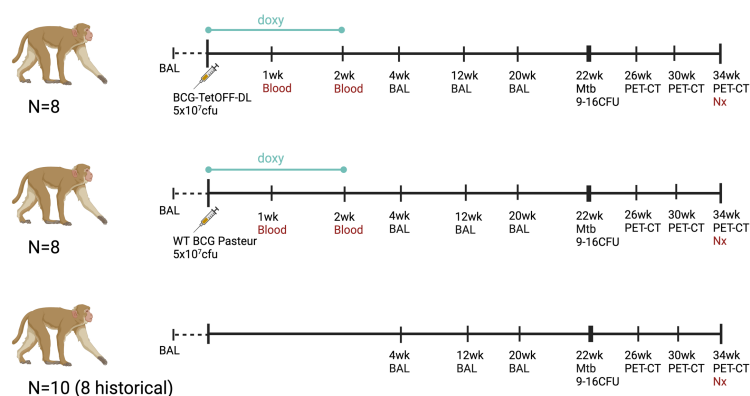 doxy
BAL
BCG-TetOFF-DL
5x10⁷cfu
1wk
Blood
2wk
Blood
4wk
BAL
12wk
BAL
20wk
BAL
22wk
Mtb
9-16CFU
26wk
PET-CT
30wk
PET-CT
34wk
PET-CT
Nx
N=8
doxy
BAL
WT BCG Pasteur
5x10⁷cfu
1wk
Blood
2wk
Blood
4wk
BAL
12wk
BAL
20wk
BAL
22wk
Mtb
9-16CFU
26wk
PET-CT
30wk
PET-CT
34wk
PET-CT
Nx
N=8
BAL
4wk
BAL
12wk
BAL
20wk
BAL
22wk
Mtb
9-16CFU
26wk
PET-CT
30wk
PET-CT
34wk
PET-CT
Nx
N=10 (8 historical)